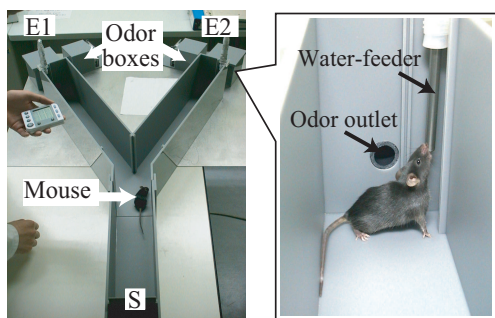 E1
Odor
boxes
E2
Mouse
S
Water-feeder
Odor outlet